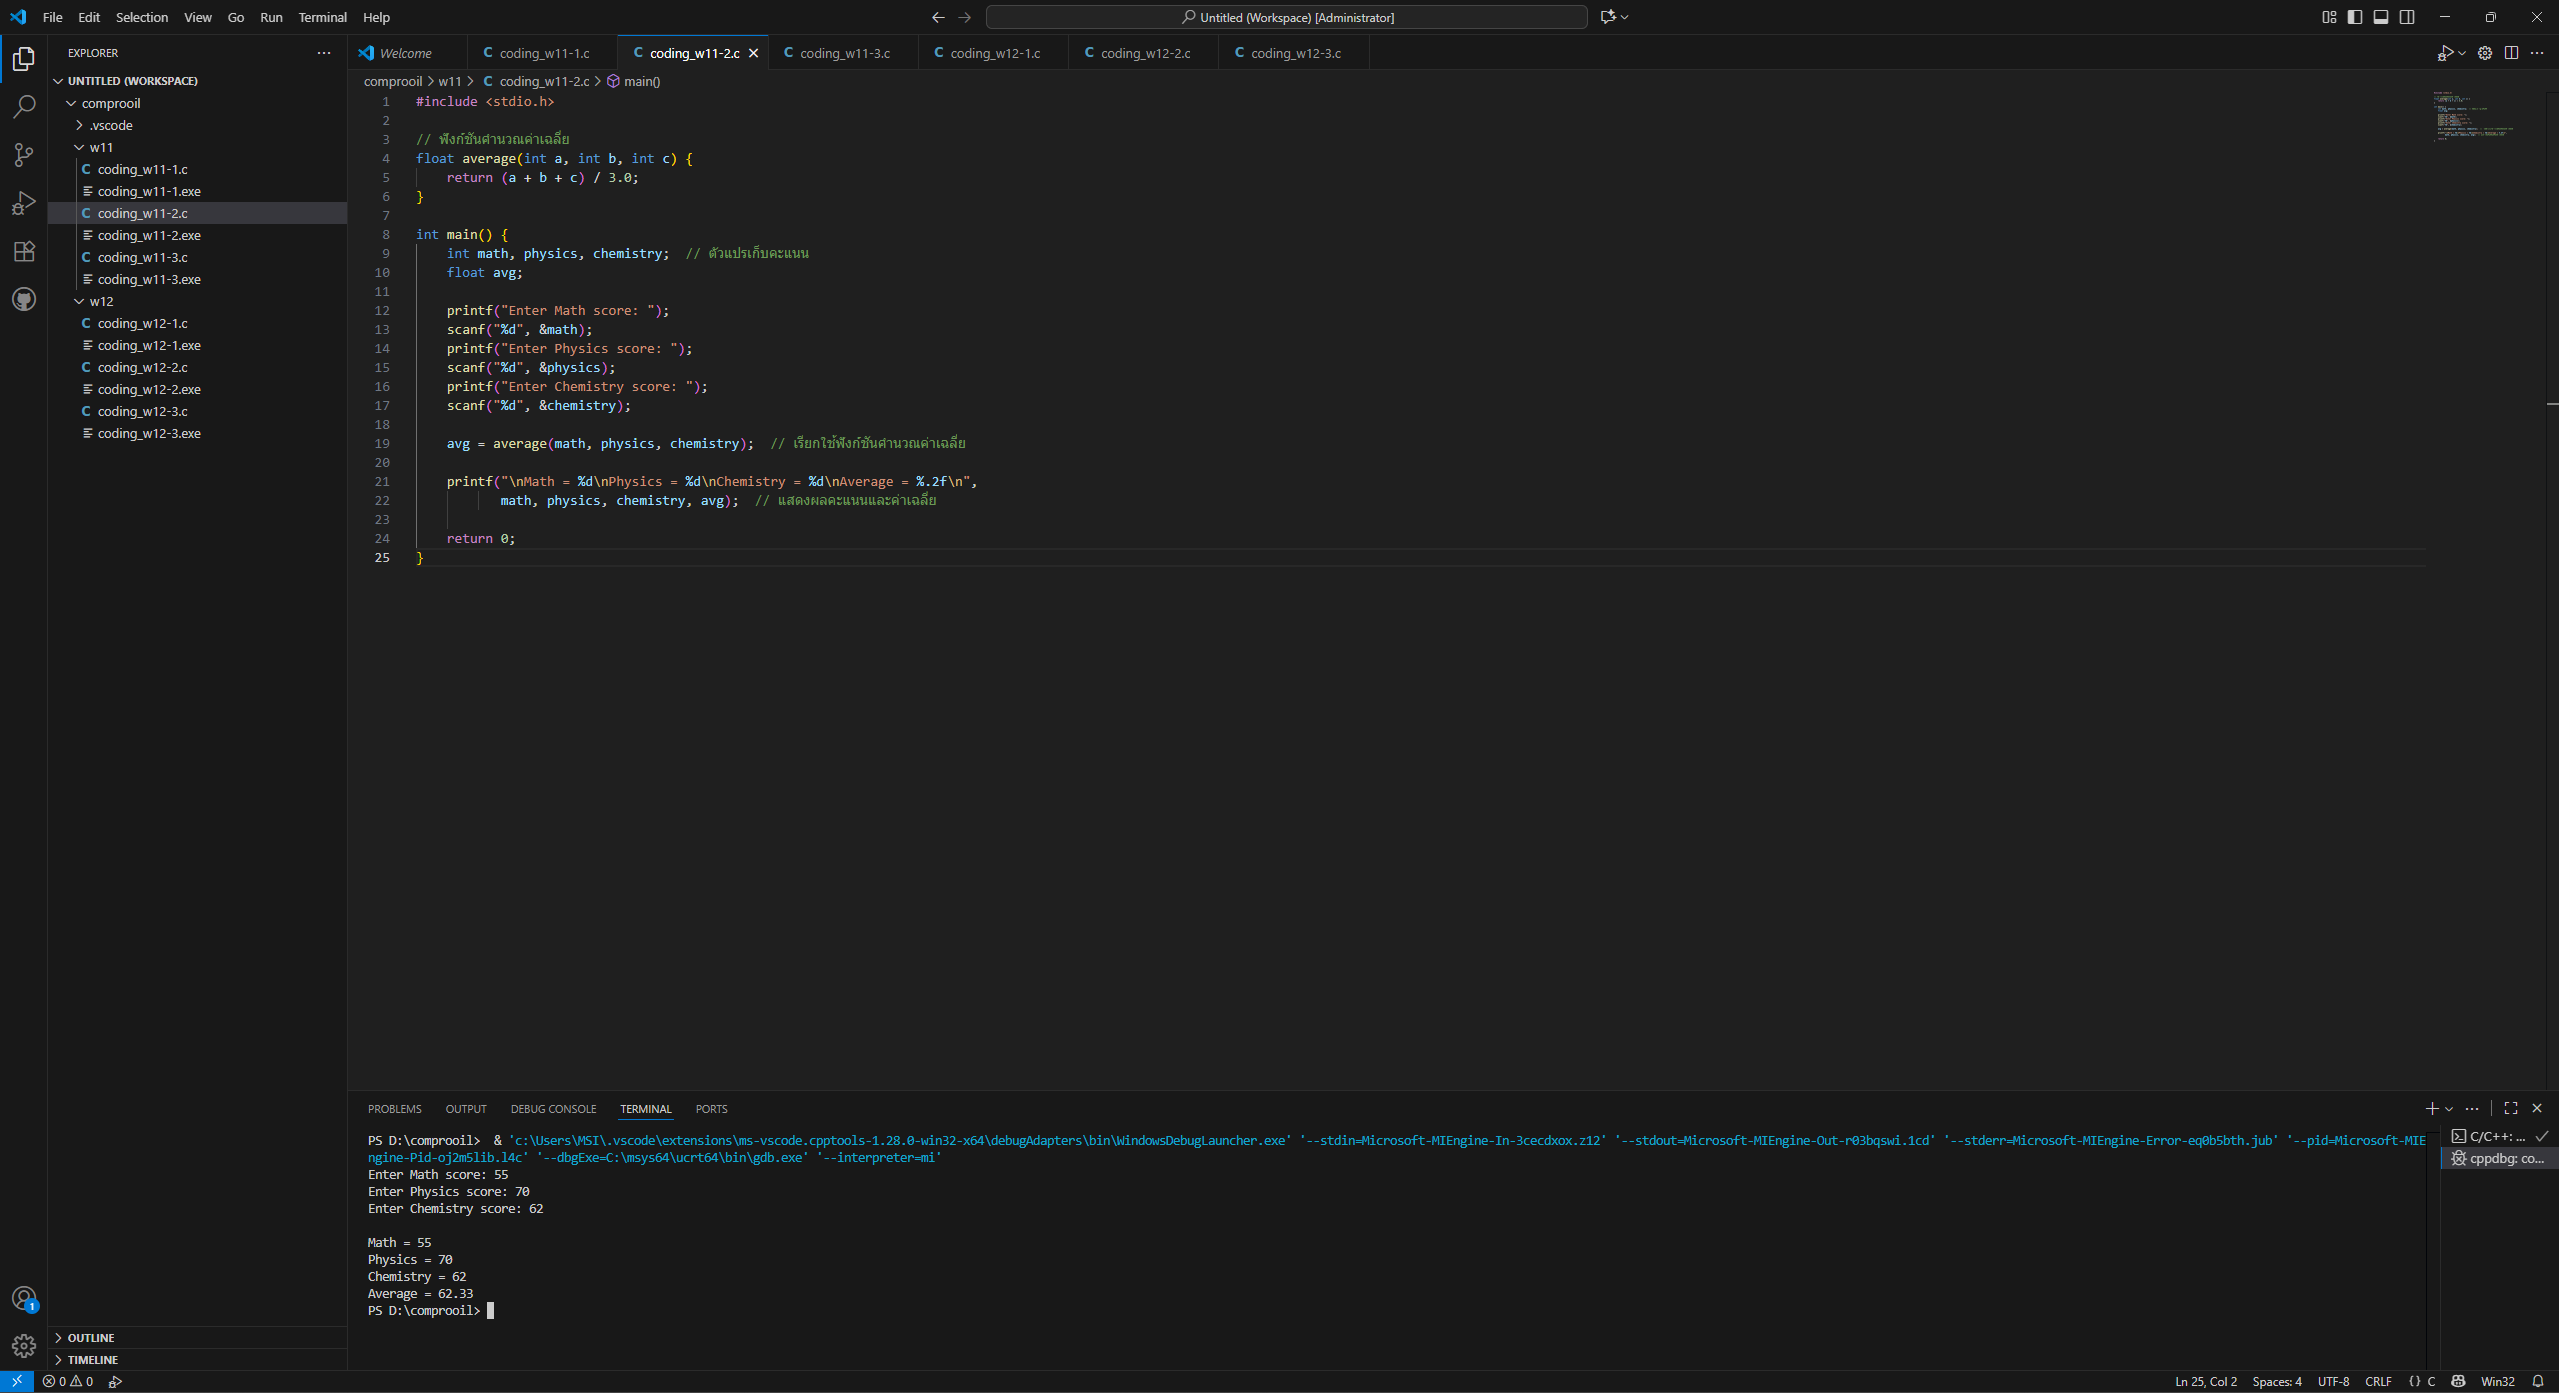 File Edit Selection View Go Run Terminal Help
Untitled (Workspace) [Administrator]
EXPLORER
UNTITLED (WORKSPACE)
comprooil
.vscode
w11
C coding_w11-1.c
coding_w11-1.exe
C coding_w11-2.c
coding_w11-2.exe
C coding_w11-3.c
coding_w11-3.exe
w12
C coding_w12-1.c
coding_w12-1.exe
C coding_w12-2.c
coding_w12-2.exe
C coding_w12-3.c
coding_w12-3.exe
OUTLINE
TIMELINE
Welcome C coding_w11-1.c C coding_w11-2.c C coding_w11-3.c C coding_w12-1.c C coding_w12-2.c C coding_w12-3.c
comprooil > w11 > C coding_w11-2.c > main()
1 #include <stdio.h>
2
3 // ฟังก์ชันคำนวณค่าเฉลี่ย
4 float average(int a, int b, int c) {
5     return (a + b + c) / 3.0;
6 }
7
8 int main() {
9     int math, physics, chemistry;  // ตัวแปรเก็บคะแนน
10     float avg;
11
12     printf("Enter Math score: ");
13     scanf("%d", &math);
14     printf("Enter Physics score: ");
15     scanf("%d", &physics);
16     printf("Enter Chemistry score: ");
17     scanf("%d", &chemistry);
18
19     avg = average(math, physics, chemistry);  // เรียกใช้ฟังก์ชันคำนวณค่าเฉลี่ย
20
21     printf("\nMath = %d\nPhysics = %d\nChemistry = %d\nAverage = %.2f\n",
22            math, physics, chemistry, avg);  // แสดงผลคะแนนและค่าเฉลี่ย
23
24     return 0;
25 }
PROBLEMS OUTPUT DEBUG CONSOLE TERMINAL PORTS
PS D:\comprooil>  & 'c:\Users\MSI\.vscode\extensions\ms-vscode.cpptools-1.28.0-win32-x64\debugAdapters\bin\WindowsDebugLauncher.exe' '--stdin=Microsoft-MIEngine-In-3cecdxox.z12' '--stdout=Microsoft-MIEngine-Out-r03bqswi.1cd' '--stderr=Microsoft-MIEngine-Error-eq0b5bth.jub' '--pid=Microsoft-MIE
ngine-Pid-oj2m5lib.l4c' '--dbgExe=C:\msys64\ucrt64\bin\gdb.exe' '--interpreter=mi'
Enter Math score: 55
Enter Physics score: 70
Enter Chemistry score: 62
Math = 55
Physics = 70
Chemistry = 62
Average = 62.33
PS D:\comprooil>
C/C++: ...
cppdbg: co...
1
0 0
Ln 25, Col 2 Spaces: 4 UTF-8 CRLF {} C Win32